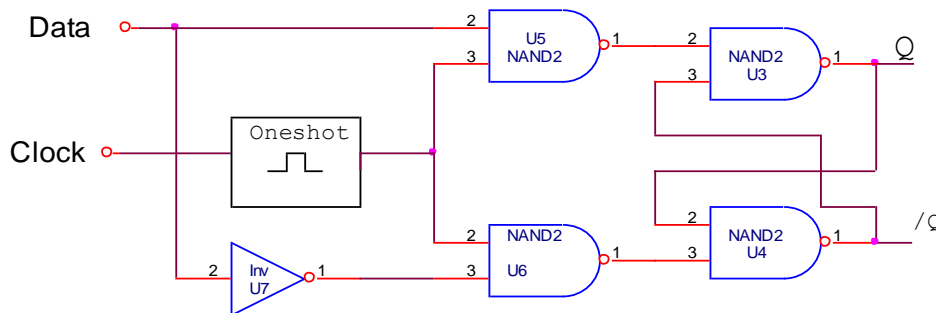 Data
2
3
U5
NAND2
1
2
3
NAND2
U3
1
Q
Clock
Oneshot
2
Inv
U7
1
2
3
NAND2
U6
1
2
3
NAND2
U4
1
/Q